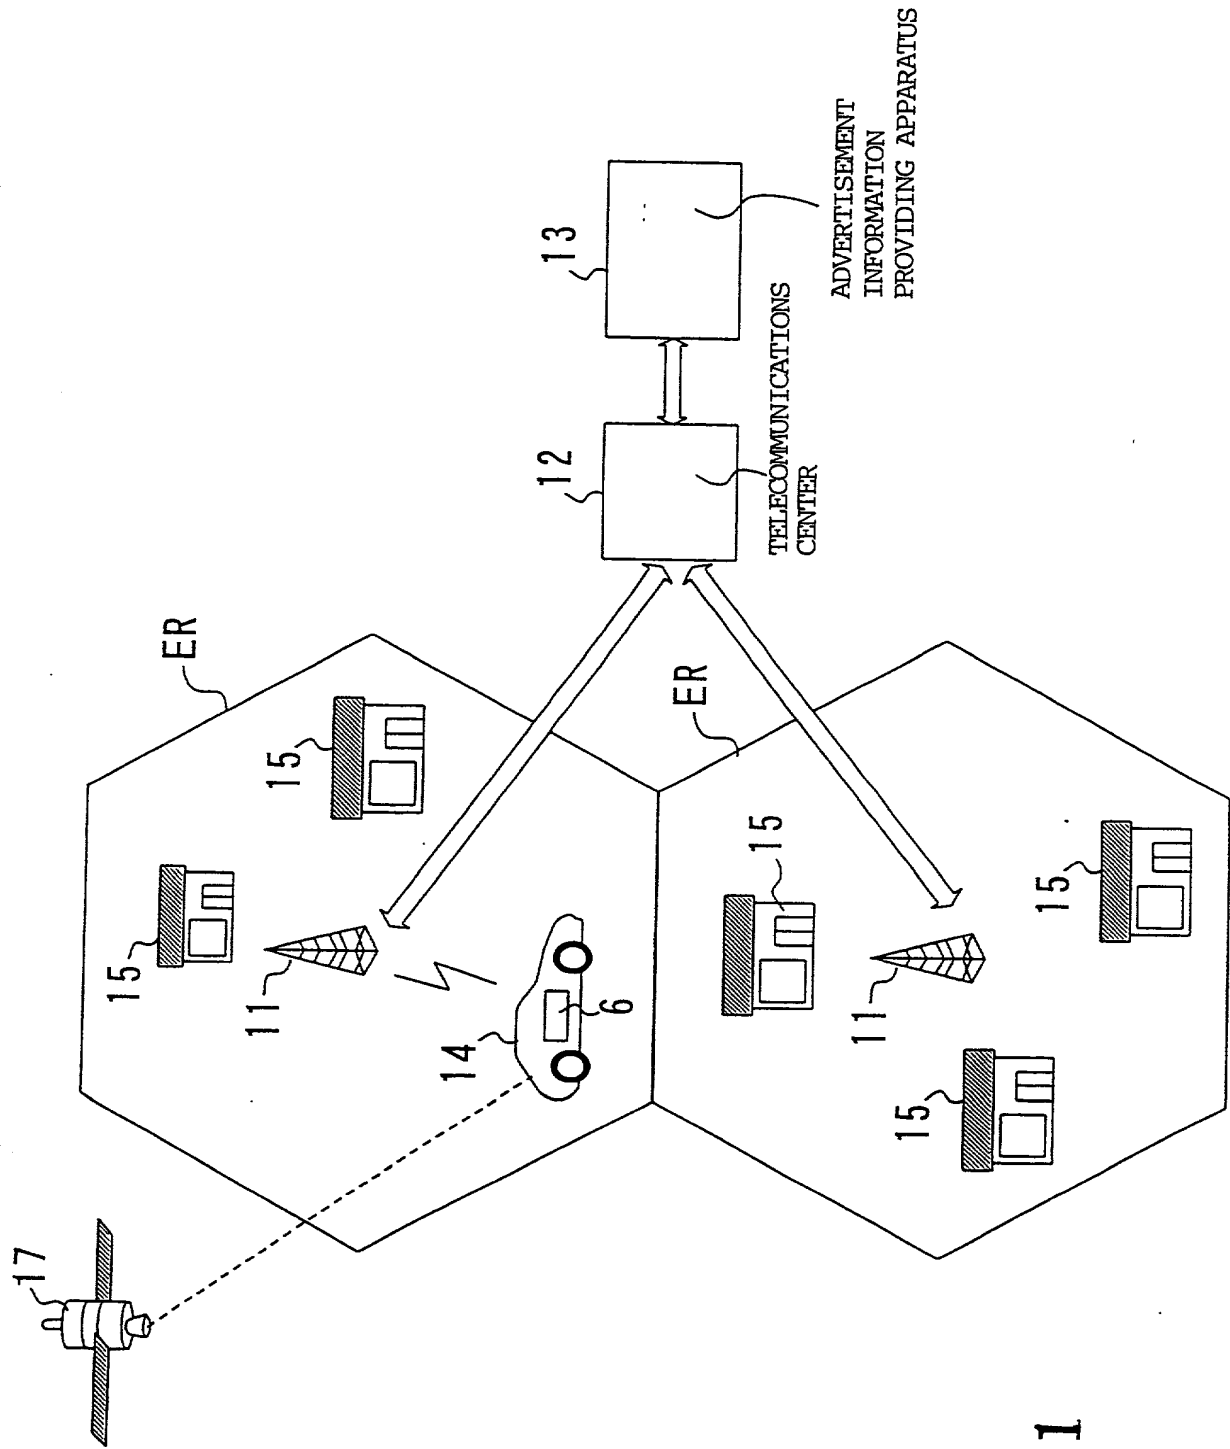 17
15
ER
11
15
14
12
13
6
ER
15
TELECOMMUNICATIONS
CENTER
ADVERTISEMENT
INFORMATION
PROVIDING APPARATUS
11
15
15
1